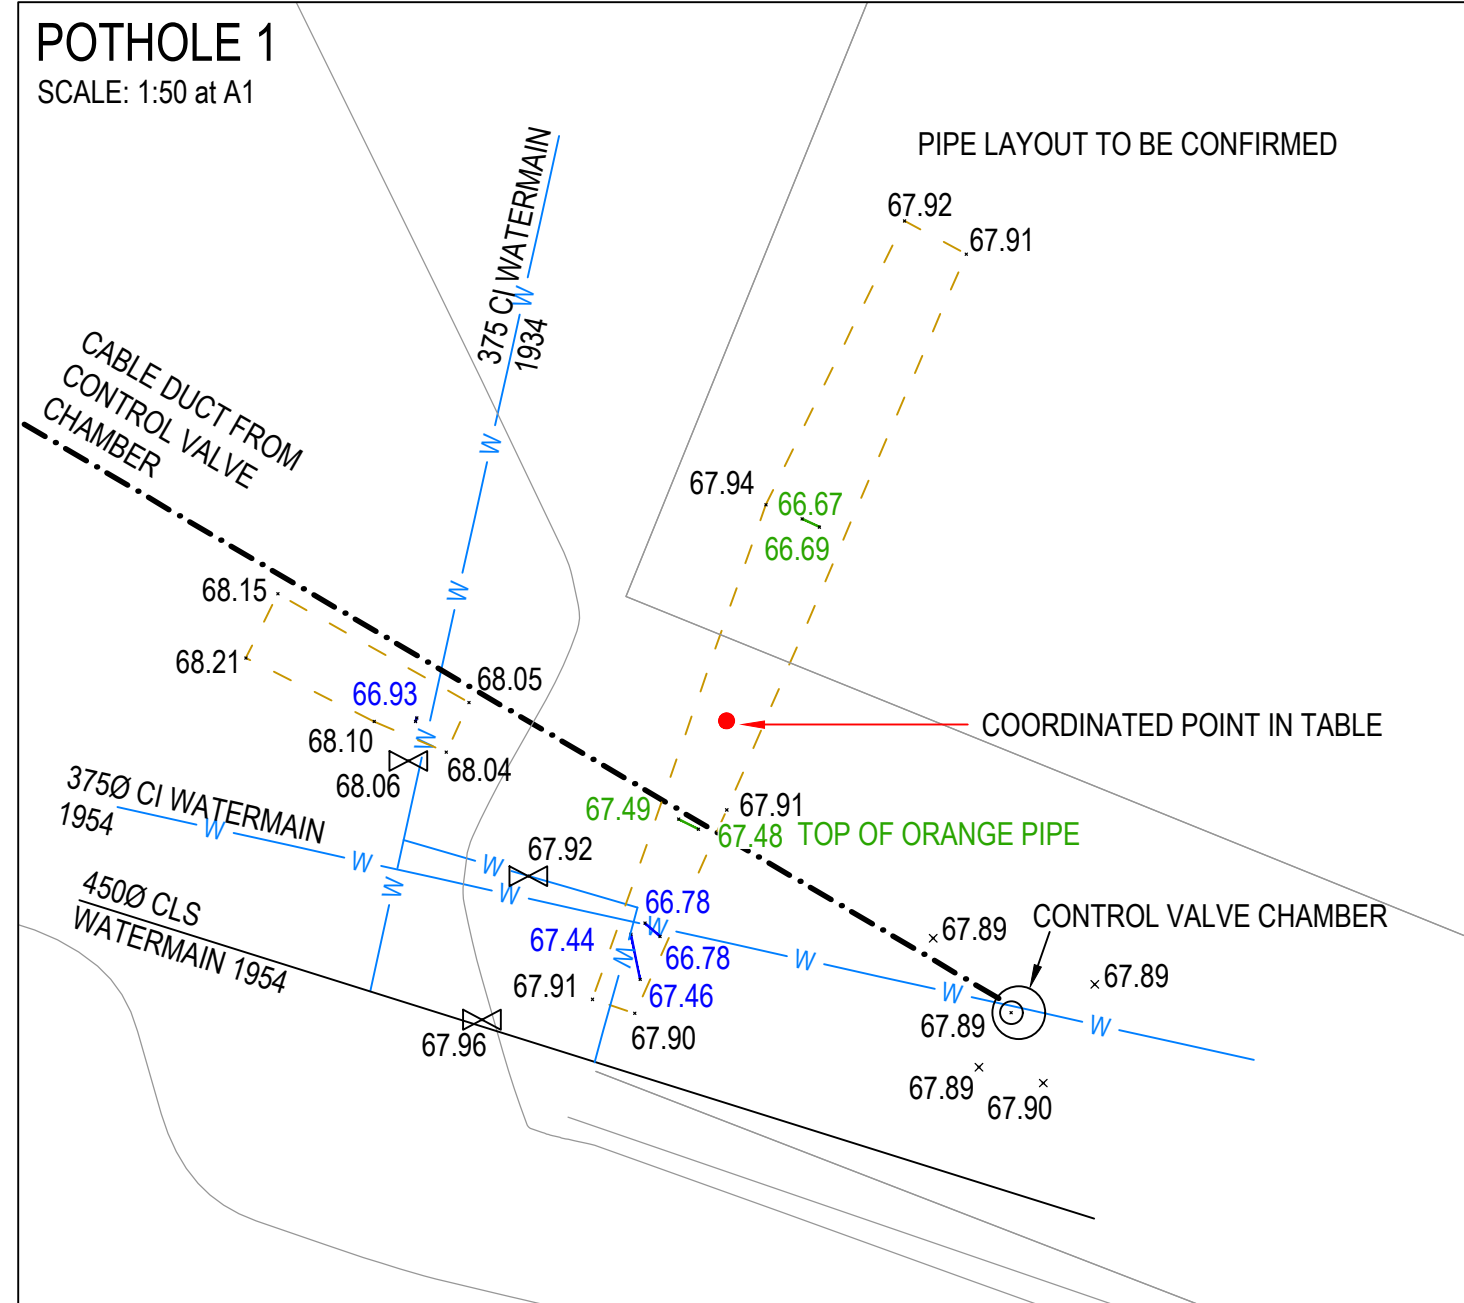 POTHOLE 1
SCALE: 1:50 at A1
PIPE LAYOUT TO BE CONFIRMED
375 CI WATERMAIN
1934
W
W
W
W
W
67.92
67.91
CABLE DUCT FROM
CONTROL VALVE
CHAMBER
67.94
66.67
66.69
68.15
68.21
68.05
66.93
68.10
68.06
68.04
COORDINATED POINT IN TABLE
375Ø CI WATERMAIN
1954
W
W
W
W
W
W
W
W
W
67.49
67.91
67.48 TOP OF ORANGE PIPE
67.92
450Ø CLS
WATERMAIN 1954
66.78
66.78
67.44
67.46
67.91
67.90
67.96
67.89
CONTROL VALVE CHAMBER
67.89
67.89
67.89
67.90